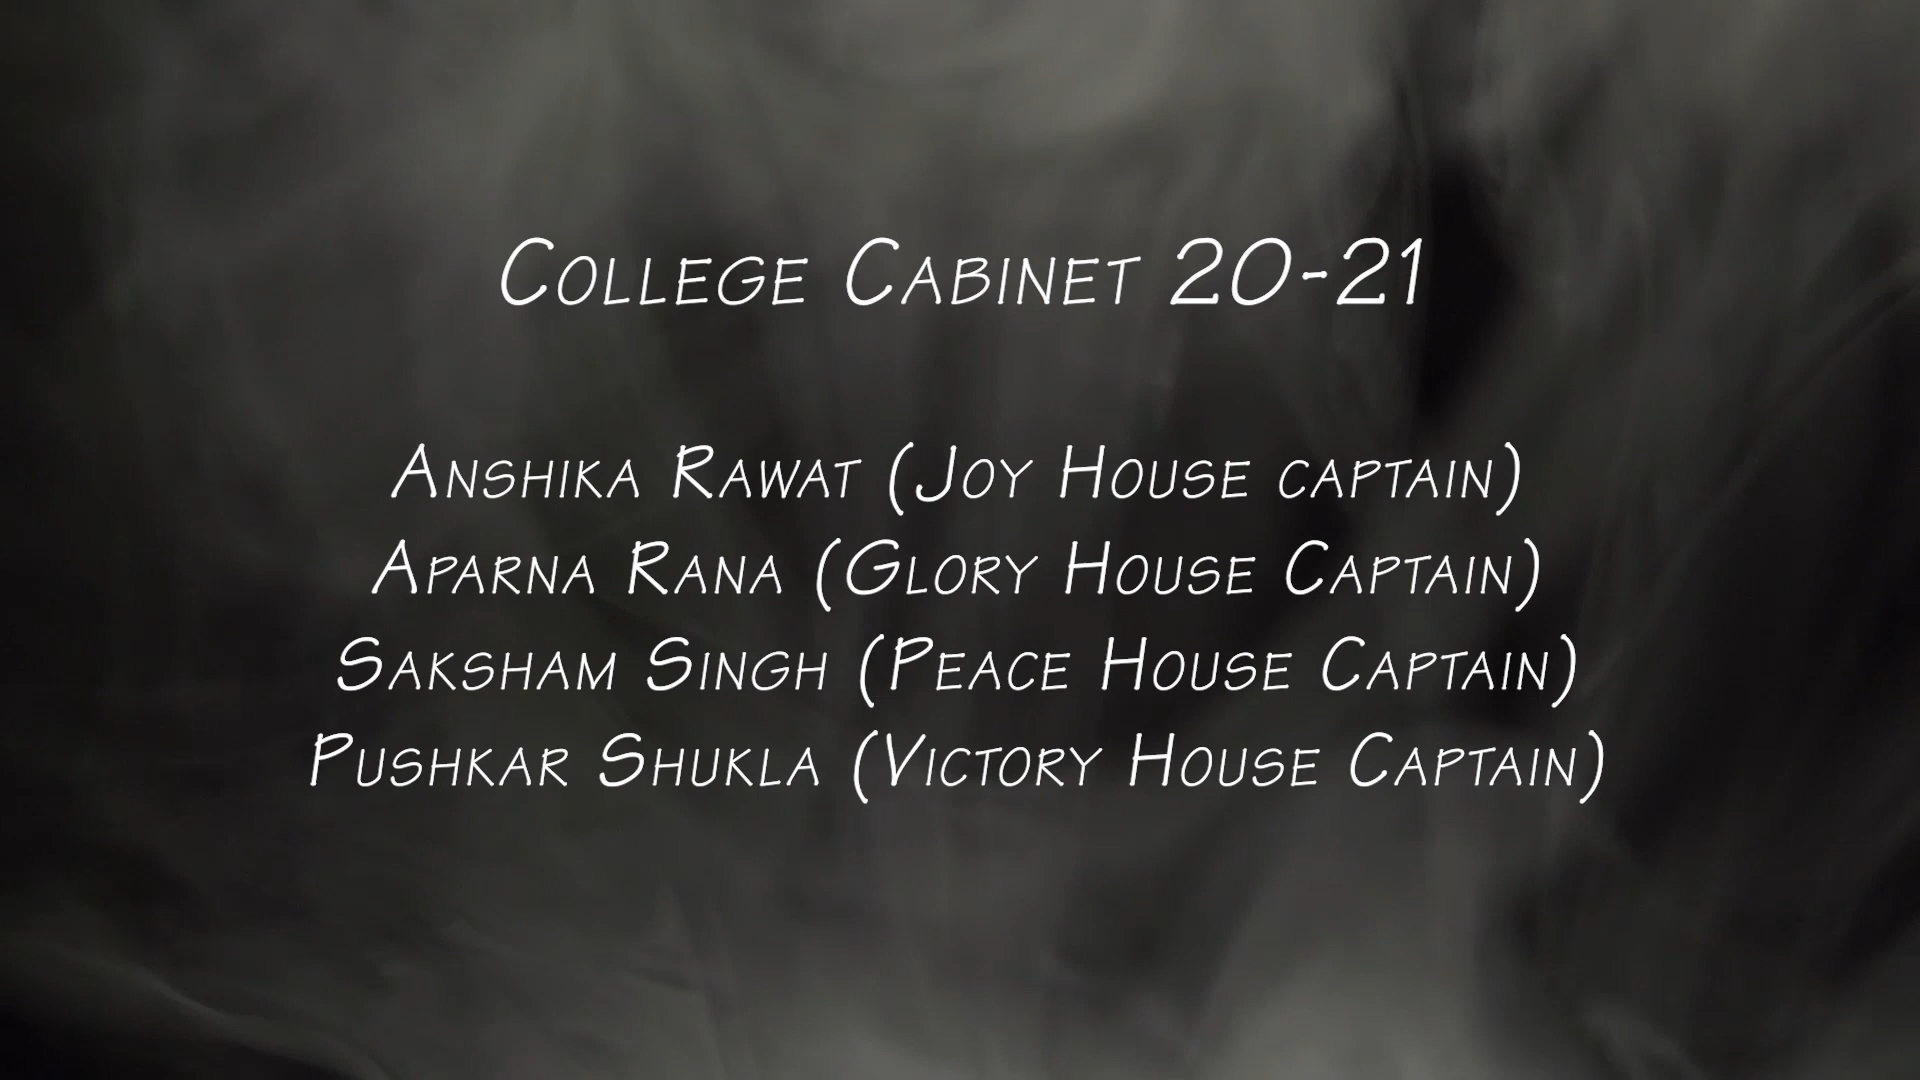 College Cabinet 20-21
Anshika Rawat (Joy House captain)
Aparna Rana (Glory House Captain)
Saksham Singh (Peace House Captain)
Pushkar Shukla (Victory House Captain)